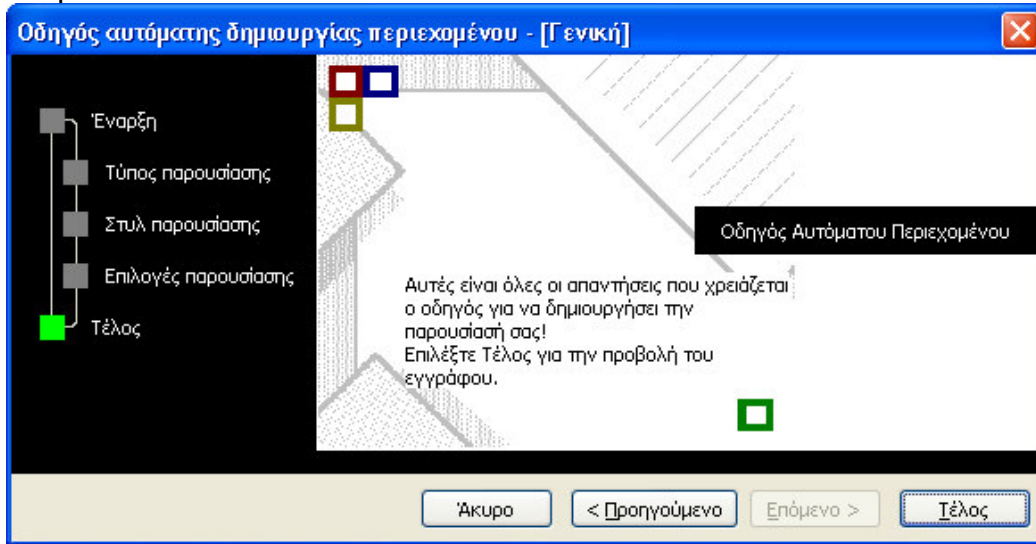 Οδηγός αυτόματης δημιουργίας περιεχομένου - [Γενική]
Έναρξη
Τύπος παρουσίασης
Στυλ παρουσίασης
Επιλογές παρουσίασης
Τέλος
Οδηγός Αυτόματου Περιεχομένου
Αυτές είναι όλες οι απαντήσεις που χρειάζεται
ο οδηγός για να δημιουργήσει την
παρουσίασή σας!
Επιλέξτε Τέλος για την προβολή του
εγγράφου.
Άκυρο
< Προηγούμενο
Επόμενο >
Τέλος